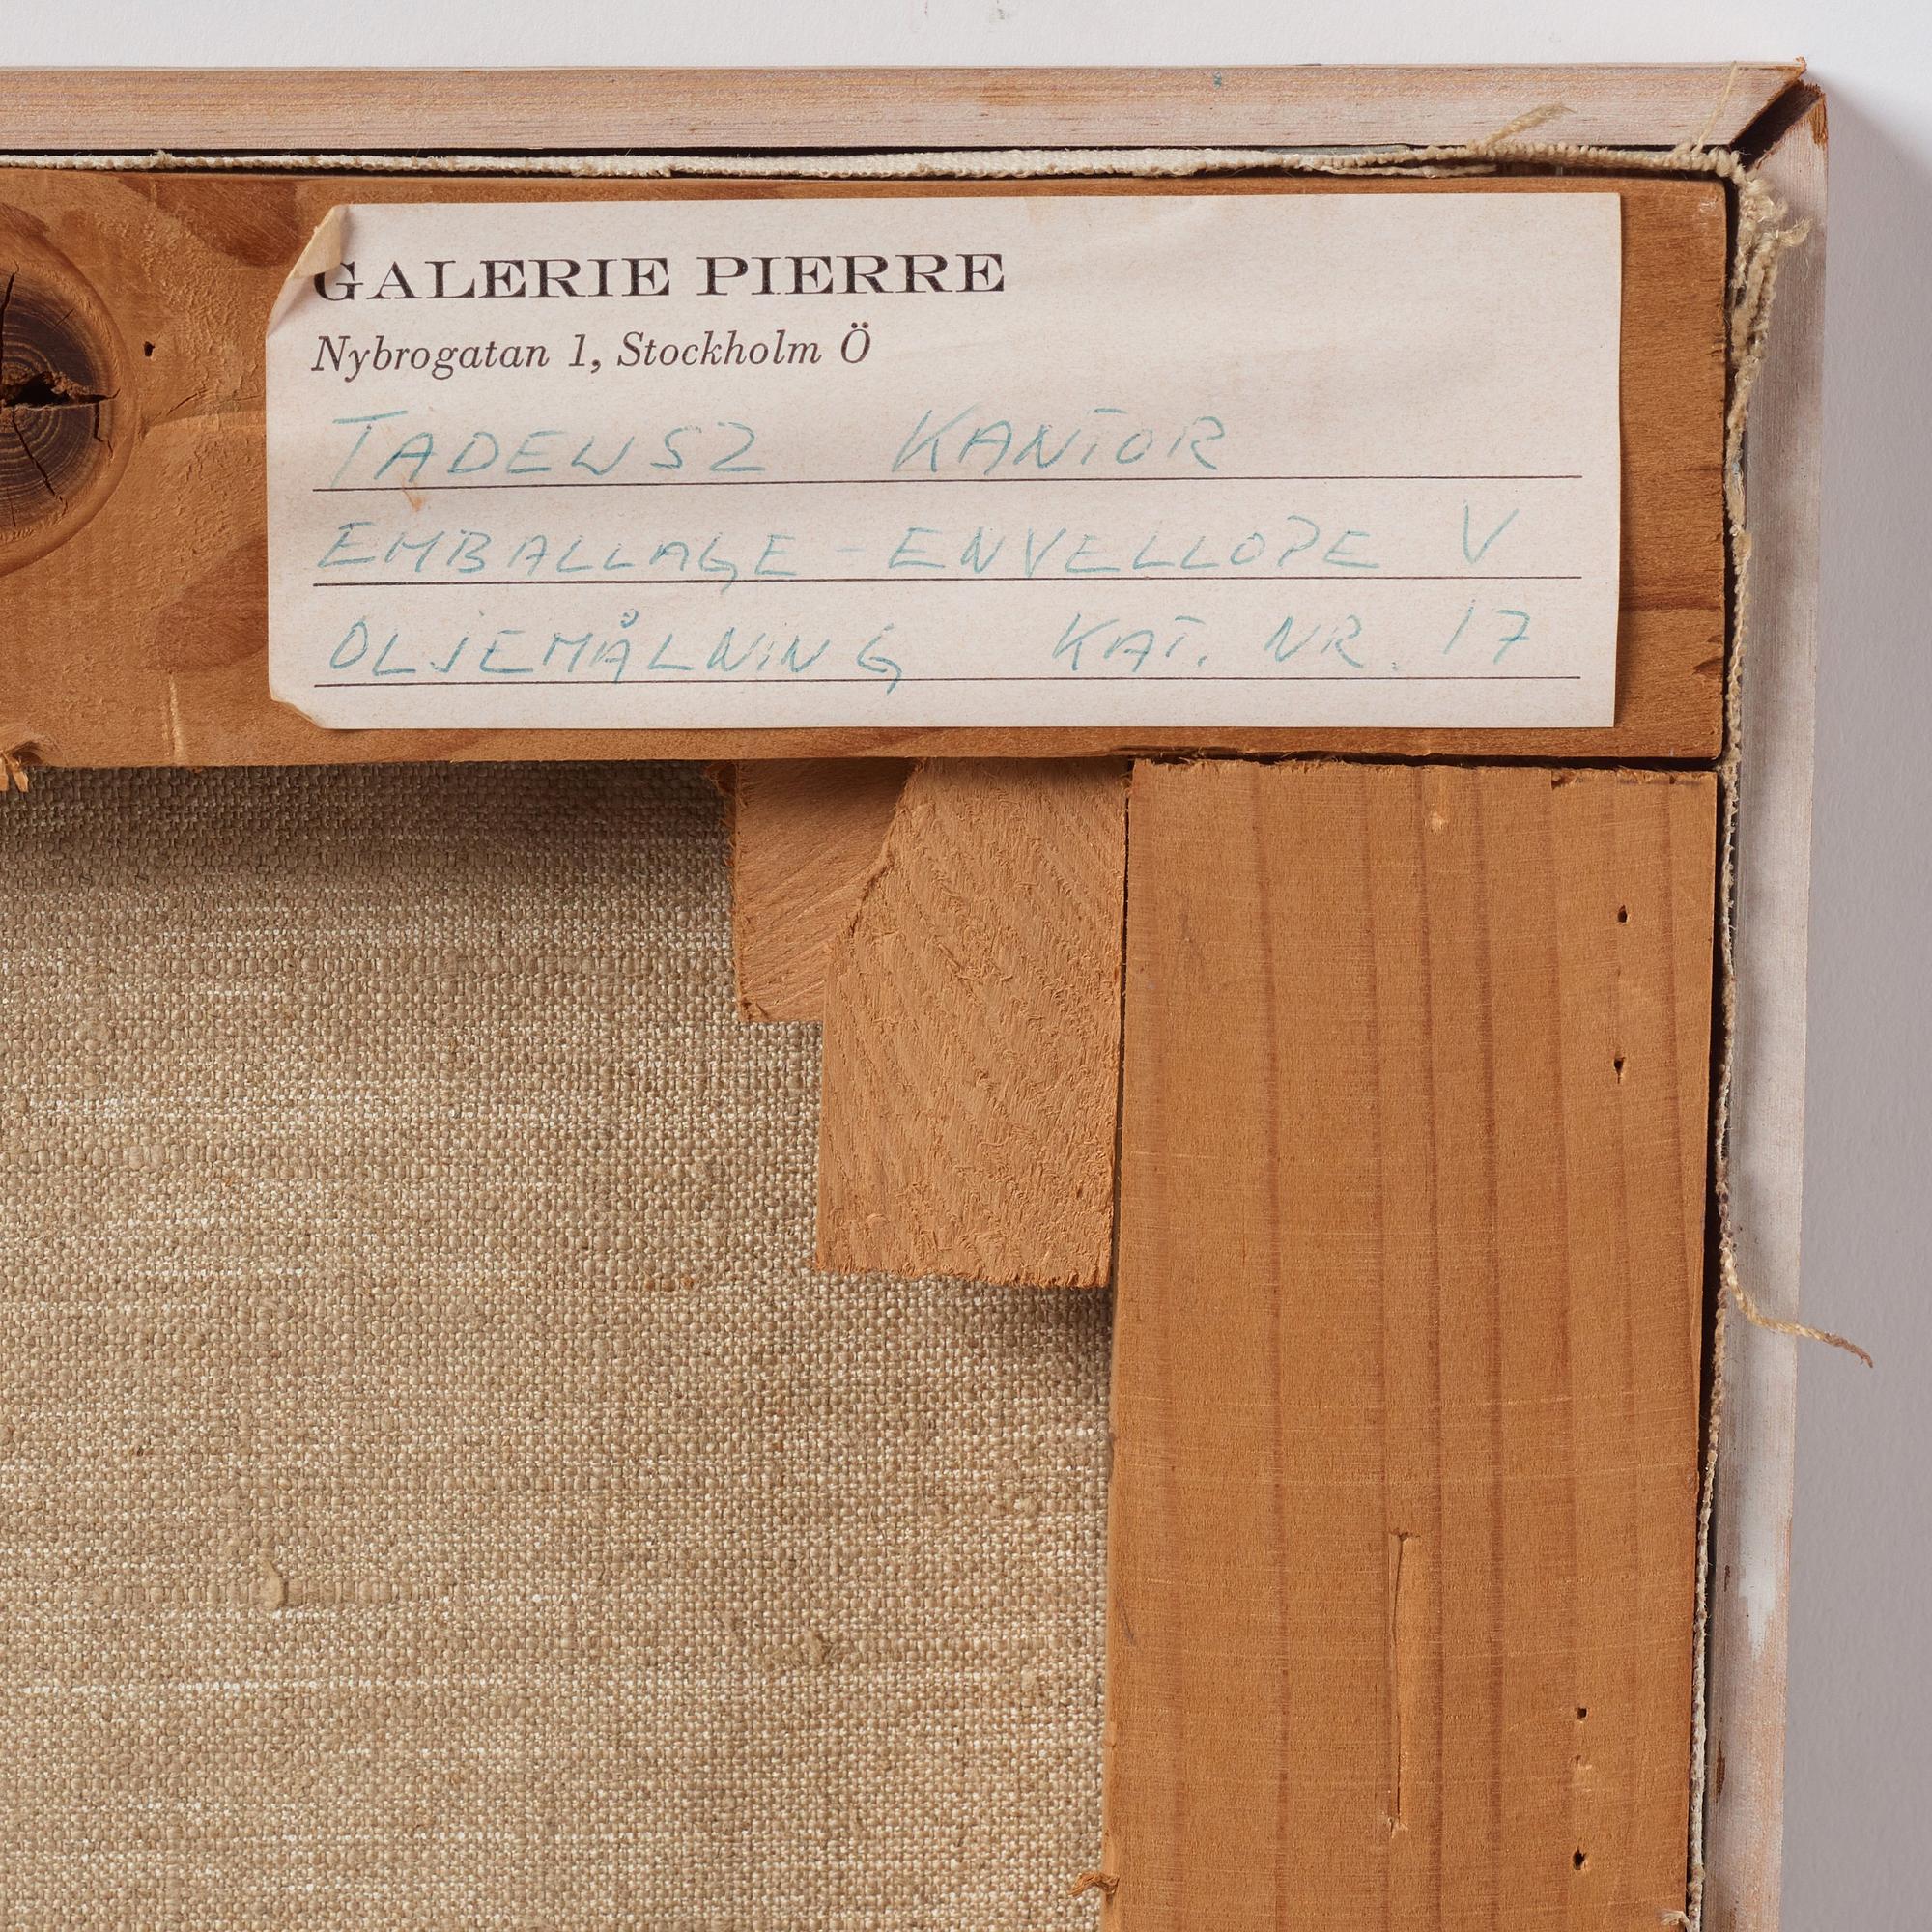 GALERIE PIERRE
Nybrogatan 1, Stockholm Ö
TADEUSZ KANTOR
EMBALLAGE - ENVELLOPE V
OLJEMÅLNING KAT. NR. 17